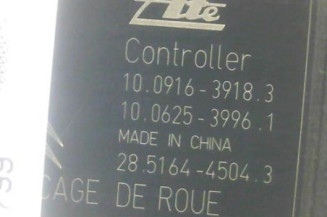 Ate
Controller
10.0916-3918.3
10.0625-3996.1
MADE IN CHINA
28.5164-4504.3
CAGE DE ROUE